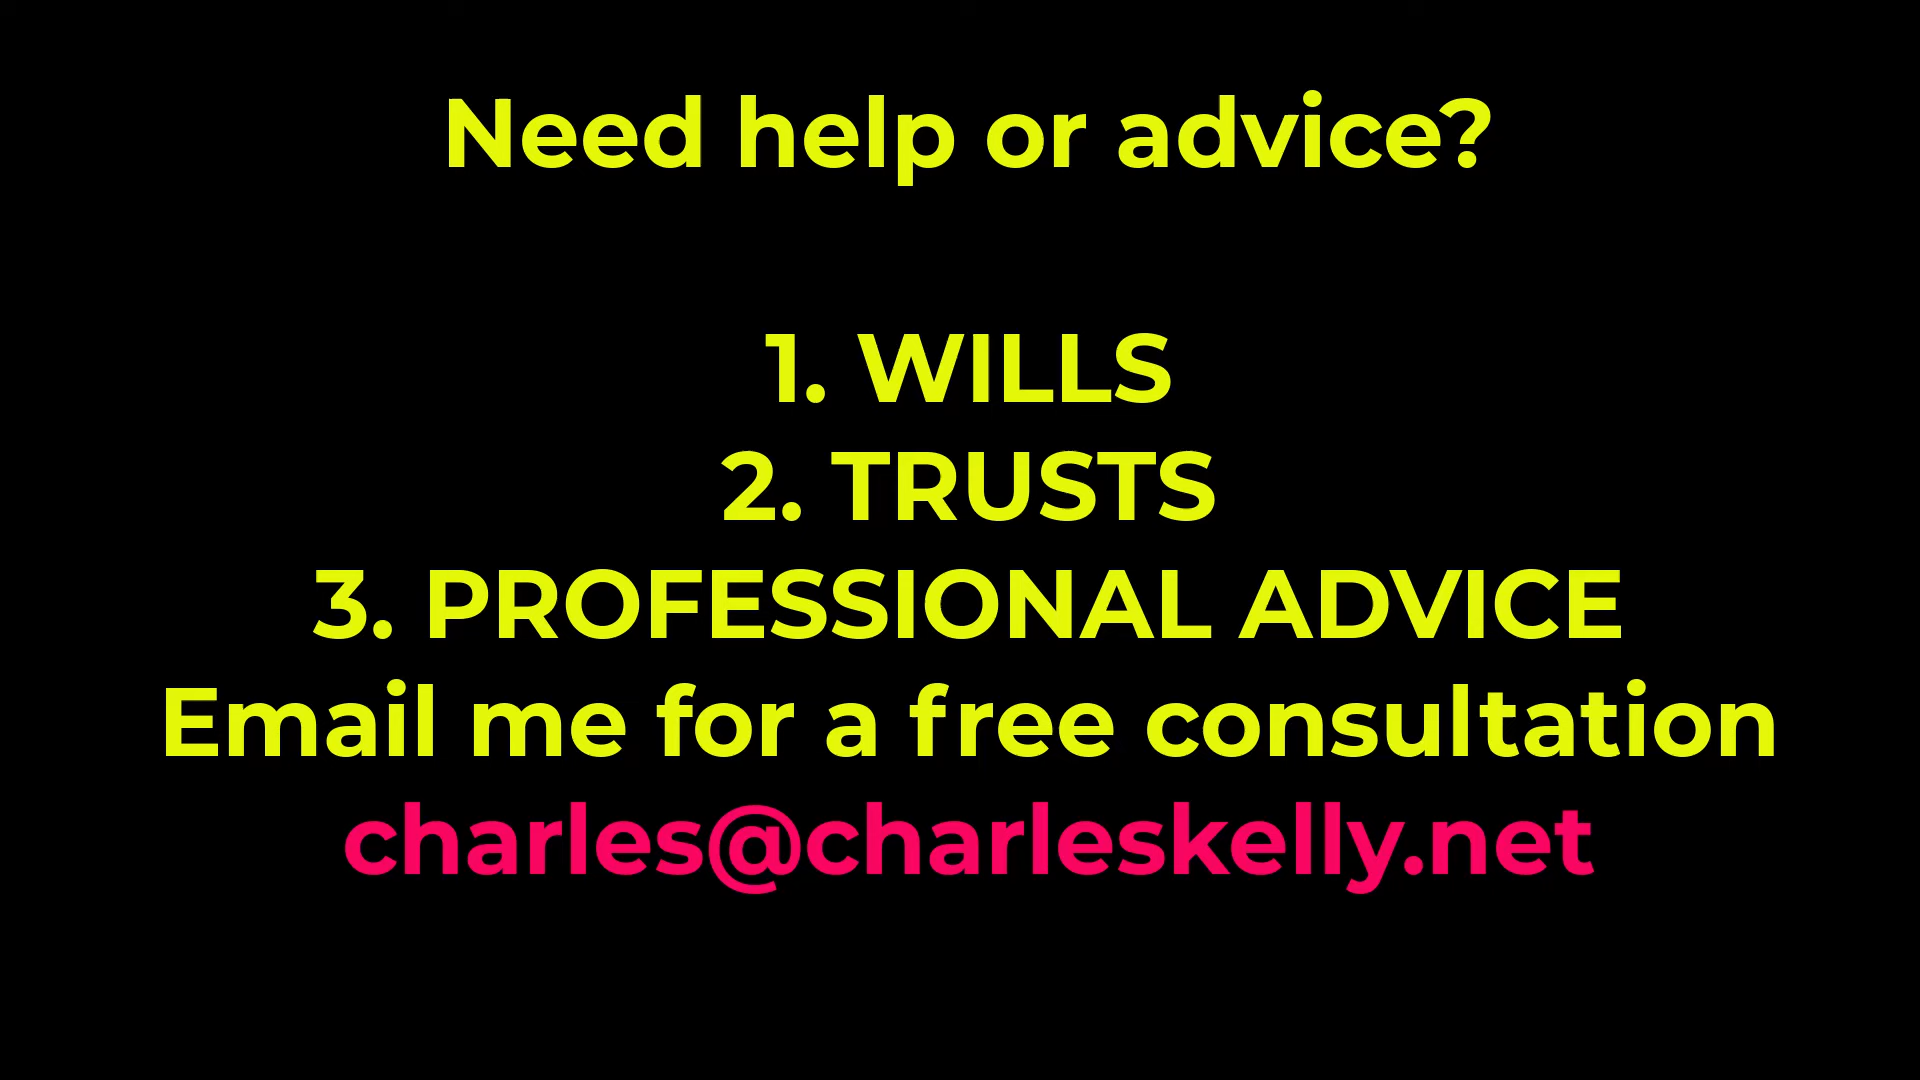 Need help or advice?
1. WILLS
2. TRUSTS
3. PROFESSIONAL ADVICE
Email me for a free consultation
charles@charleskelly.net